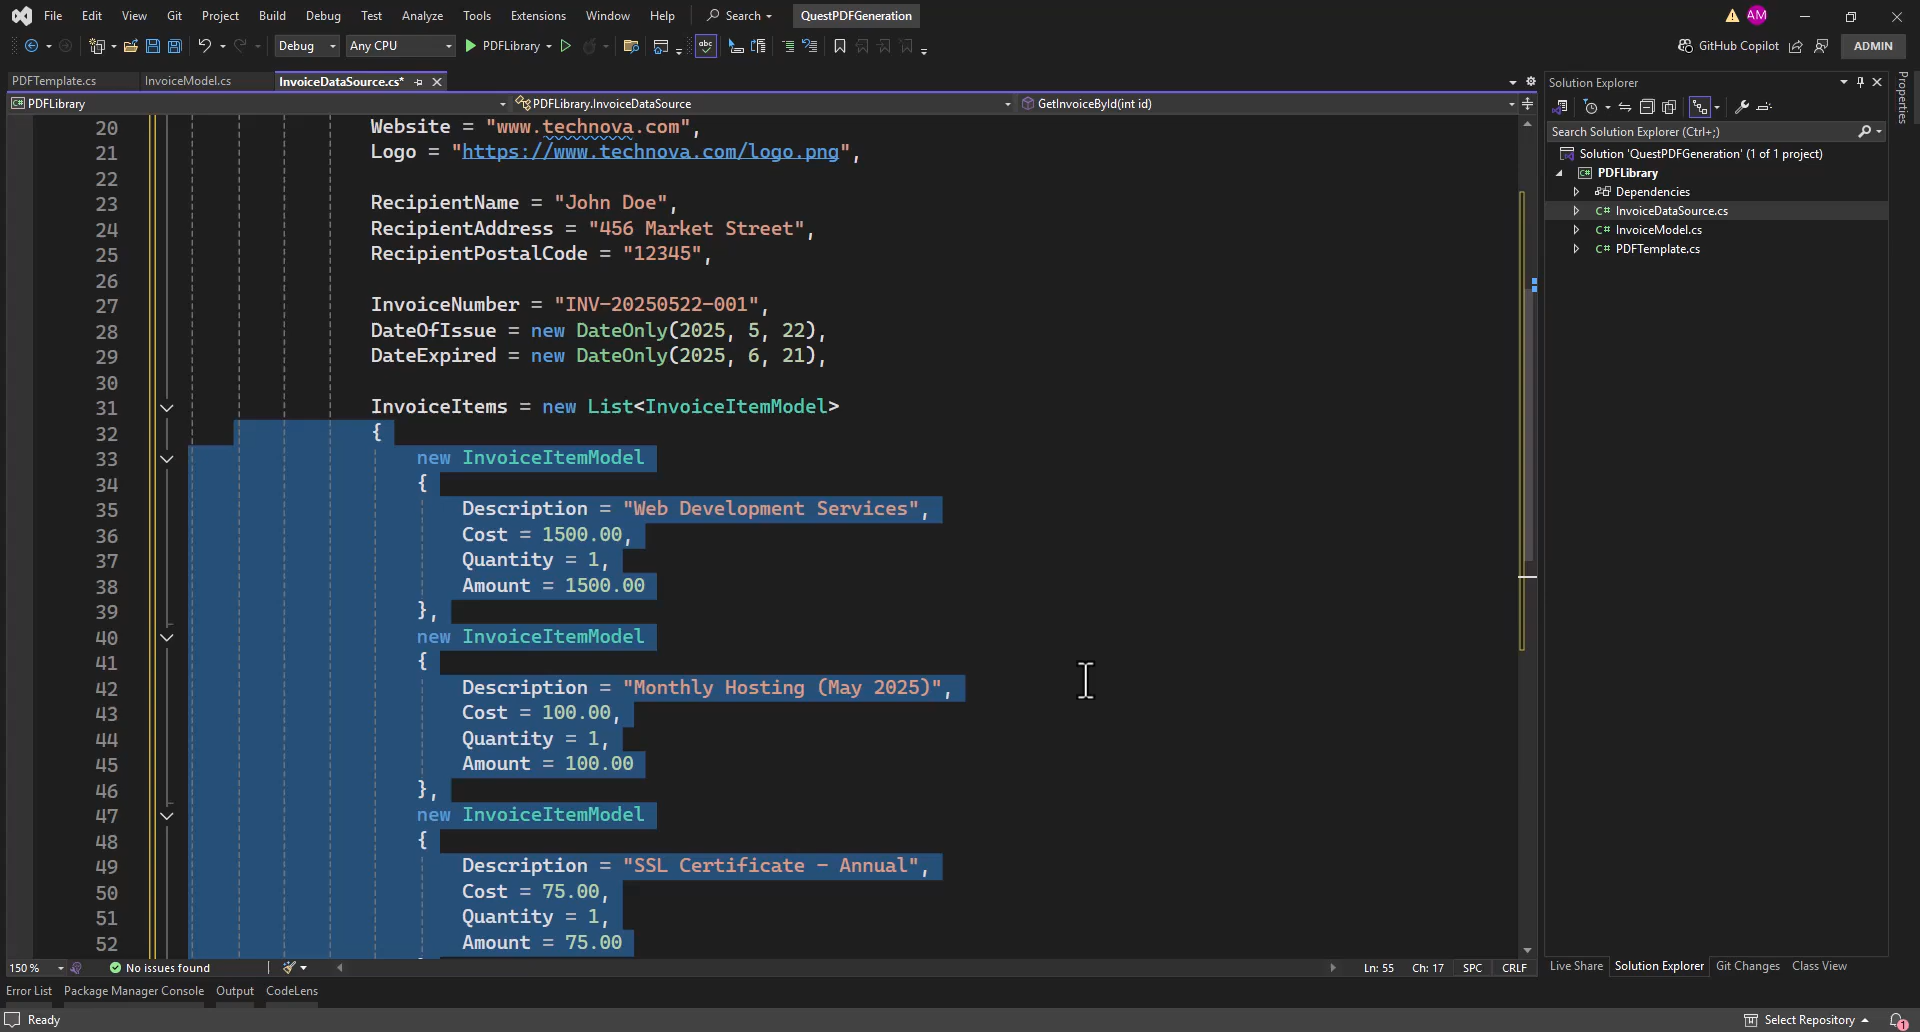 File Edit View Git Project Build Debug Test Analyze Tools Extensions Window Help Search QuestPDFGeneration AM
Debug Any CPU PDFLibrary GitHub Copilot ADMIN
PDFTemplate.cs InvoiceModel.cs InvoiceDataSource.cs*
PDFLibrary PDFLibrary.InvoiceDataSource GetInvoiceById(int id)
20 Website = "www.technova.com",
21 Logo = "https://www.technova.com/logo.png",
22
23 RecipientName = "John Doe",
24 RecipientAddress = "456 Market Street",
25 RecipientPostalCode = "12345",
26
27 InvoiceNumber = "INV-20250522-001",
28 DateOfIssue = new DateOnly(2025, 5, 22),
29 DateExpired = new DateOnly(2025, 6, 21),
30
31 InvoiceItems = new List<InvoiceItemModel>
32 {
33 new InvoiceItemModel
34 {
35 Description = "Web Development Services",
36 Cost = 1500.00,
37 Quantity = 1,
38 Amount = 1500.00
39 },
40 new InvoiceItemModel
41 {
42 Description = "Monthly Hosting (May 2025)",
43 Cost = 100.00,
44 Quantity = 1,
45 Amount = 100.00
46 },
47 new InvoiceItemModel
48 {
49 Description = "SSL Certificate - Annual",
50 Cost = 75.00,
51 Quantity = 1,
52 Amount = 75.00
150 % No issues found Ln: 55 Ch: 17 SPC CRLF
Error List Package Manager Console Output CodeLens
Ready Select Repository 1
Solution Explorer
Search Solution Explorer (Ctrl+;)
Solution 'QuestPDFGeneration' (1 of 1 project)
C# PDFLibrary
Dependencies
C# InvoiceDataSource.cs
C# InvoiceModel.cs
C# PDFTemplate.cs
Live Share Solution Explorer Git Changes Class View
Properties